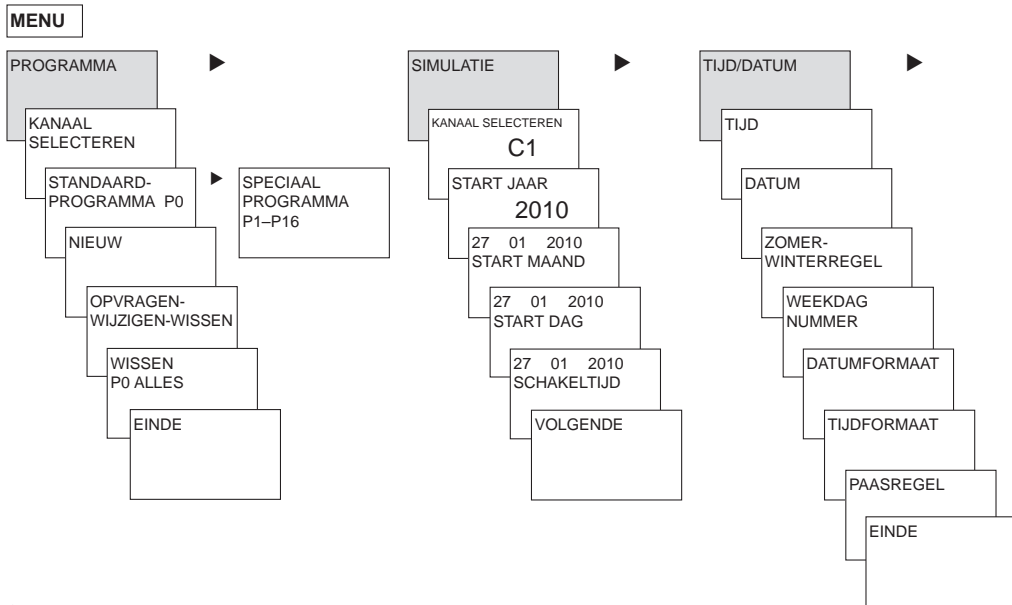 MENU
PROGRAMMA
KANAAL
SELECTEREN
STANDAARD-
PROGRAMMA P0
SPECIAAL
PROGRAMMA
P1–P16
NIEUW
OPVRAGEN-
WIJZIGEN-WISSEN
WISSEN
P0 ALLES
EINDE
SIMULATIE
KANAAL SELECTEREN
C1
START JAAR
2010
27 01 2010
START MAAND
27 01 2010
START DAG
27 01 2010
SCHAKELTIJD
VOLGENDE
TIJD/DATUM
TIJD
DATUM
ZOMER-
WINTERREGEL
WEEKDAG
NUMMER
DATUMFORMAAT
TIJDFORMAAT
PAASREGEL
EINDE